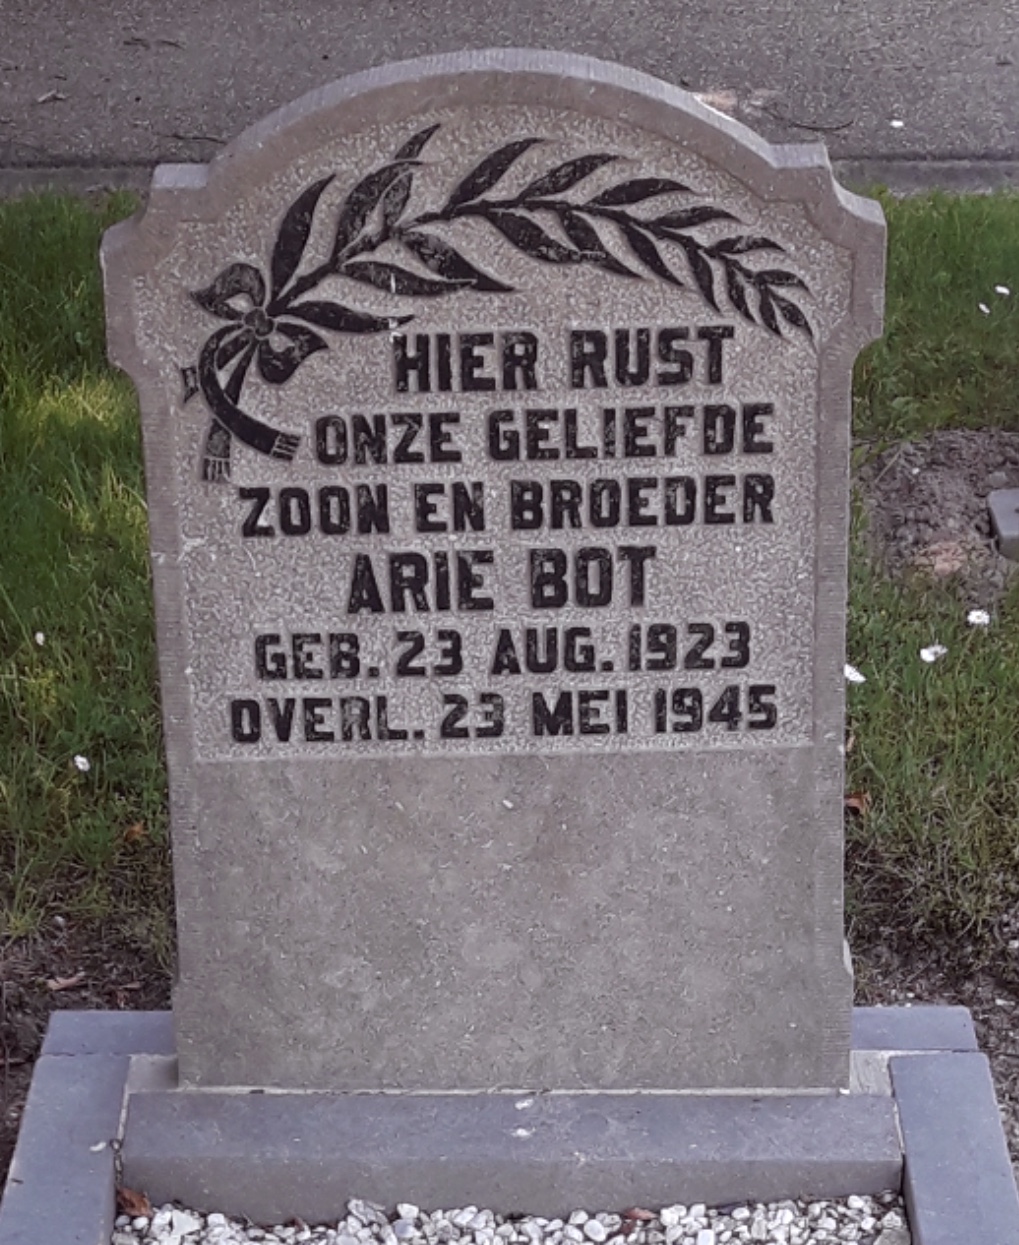 HIER RUST
ONZE GELIEFDE
ZOON EN BROEDER
ARIE BOT
GEB. 23 AUG. 1923
OVERL. 23 MEI 1945